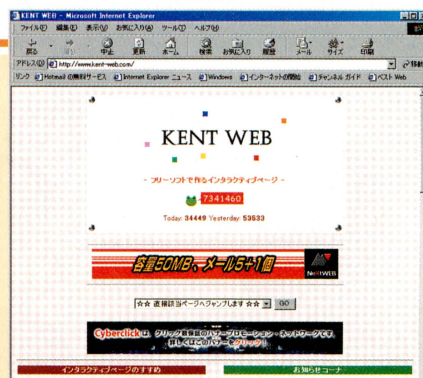 KENT WEB - Microsoft Internet Explorer
ファイル(F) 編集(E) 表示(V) お気に入り(A) ツール(T) ヘルプ(H)
戻る 進む 中止 更新 ホーム 検索 お気に入り 履歴 メール サイズ 印刷
アドレス(D) http://www.kent-web.com/ 移動
リンク Hotmail の無料サービス Internet Explorer ニュース Windows インターネットの開始 チャンネル ガイド ベスト Web
KENT WEB
- フリーソフトで作るインタラクティブページ -
7341460
Today: 34449 Yesterday: 53533
容量50MB、メール5+1個 NeXtWEB
☆☆ 直接該当ページへジャンプします ☆☆ GO
Cyberclick は、クリック数保証のバナープロモーション・ネットワークです。
詳しくはこのバナーをクリック!
インタラクティブページのすすめ お知らせコーナ